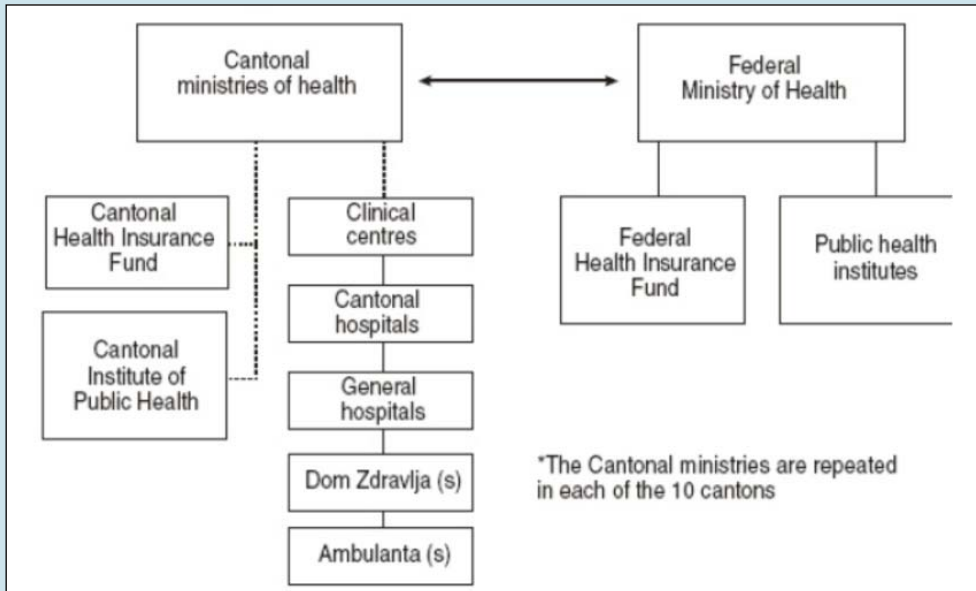 Cantonal
ministries of health
Federal
Ministry of Health
Cantonal
Health Insurance
Fund
Clinical
centres
Federal
Health Insurance
Fund
Public health
institutes
Cantonal
hospitals
Cantonal
Institute of
Public Health
General
hospitals
Dom Zdravlja (s)
Ambulanta (s)
*The Cantonal ministries are repeated
in each of the 10 cantons